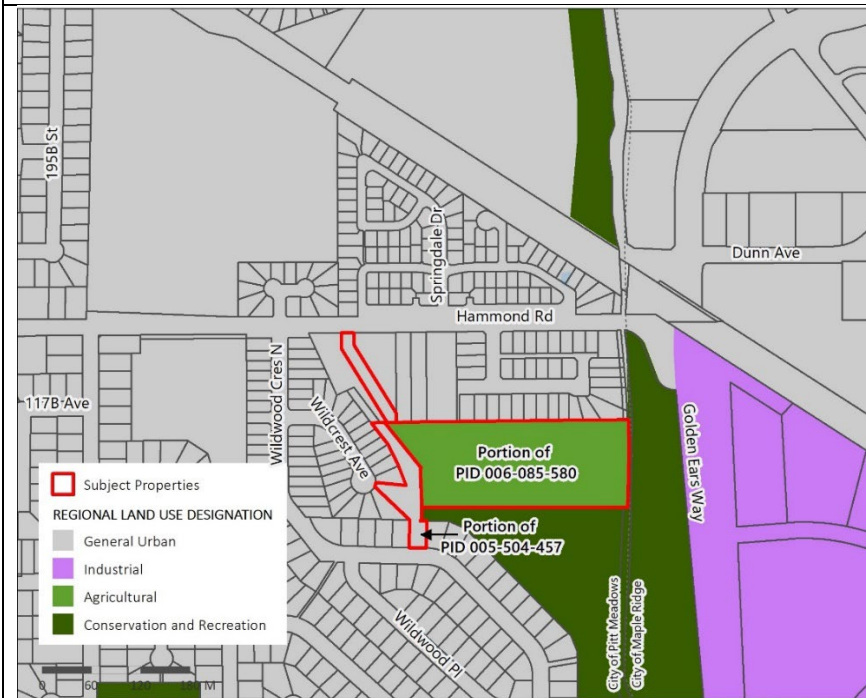 195B St
Springdale Dr
Dunn Ave
Hammond Rd
Wildwood Cres N
117B Ave
Wildcrest Ave
Golden Ears Way
Portion of
PID 006-085-580
Portion of
PID 005-504-457
City of Pitt Meadows
City of Maple Ridge
Wildwood Pl
Subject Properties
REGIONAL LAND USE DESIGNATION
General Urban
Industrial
Agricultural
Conservation and Recreation
0 60 120 180 M